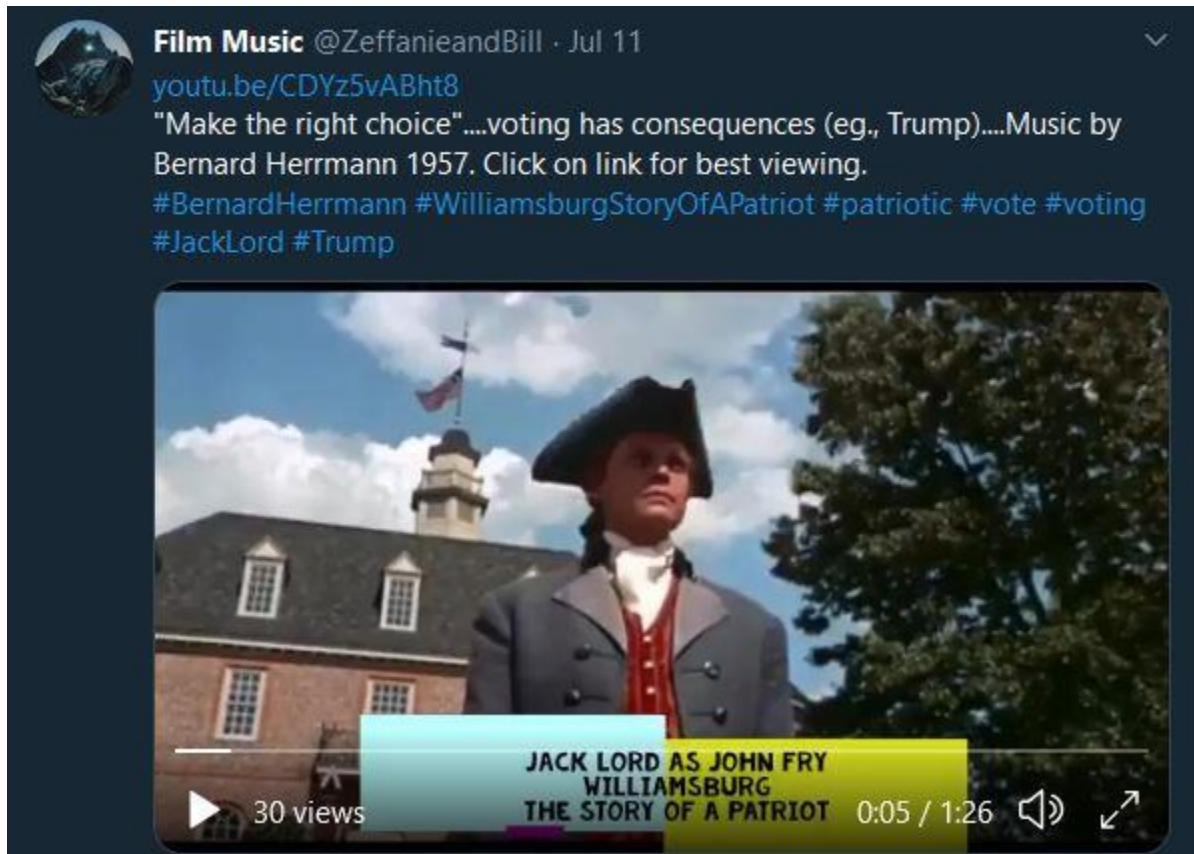 Film Music @ZeffanieandBill · Jul 11
youtu.be/CDYz5vABht8
"Make the right choice"....voting has consequences (eg., Trump)....Music by
Bernard Herrmann 1957. Click on link for best viewing.
#BernardHerrmann #WilliamsburgStoryOfAPatriot #patriotic #vote #voting
#JackLord #Trump
JACK LORD AS JOHN FRY
WILLIAMSBURG
THE STORY OF A PATRIOT
30 views
0:05 / 1:26